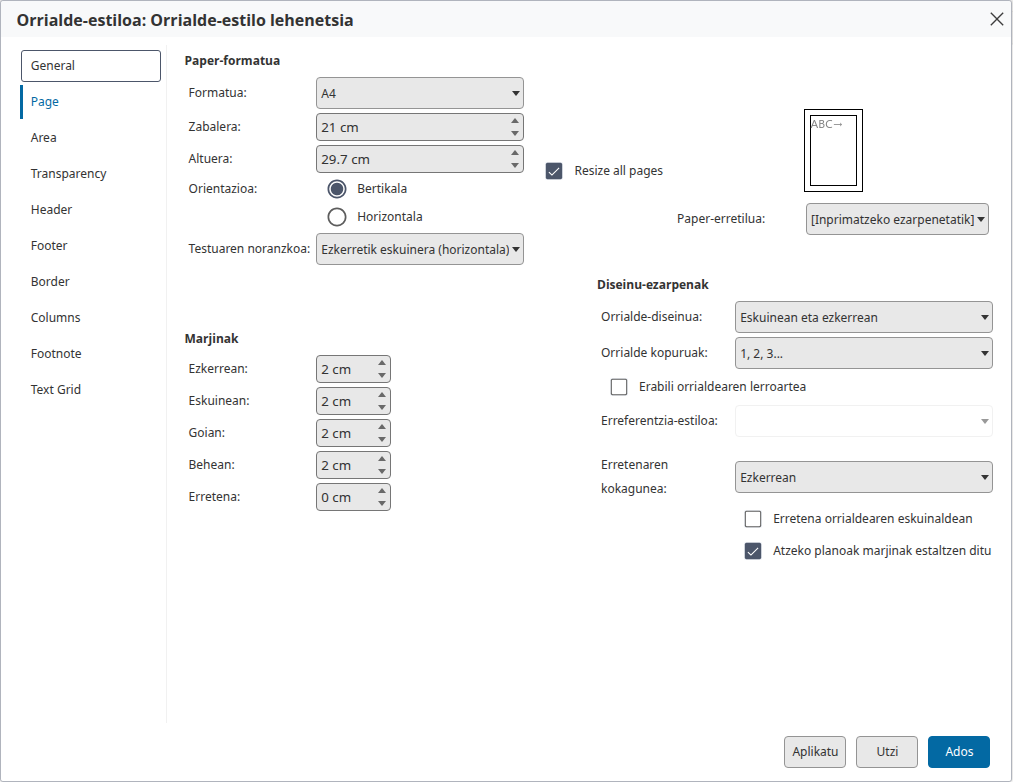 Orrialde-estiloa: Orrialde-estilo lehenetsia
General
Page
Area
Transparency
Header
Footer
Border
Columns
Footnote
Text Grid
Paper-formatua
Formatua: A4
Zabalera: 21 cm
Altuera: 29.7 cm
Orientazioa: Bertikala
Horizontala
Testuaren noranzkoa: Ezkerretik eskuinera (horizontala)
Resize all pages
ABC→
Paper-erretilua: [Inprimatzeko ezarpenetatik]
Marjinak
Ezkerrean: 2 cm
Eskuinean: 2 cm
Goian: 2 cm
Behean: 2 cm
Erretena: 0 cm
Diseinu-ezarpenak
Orrialde-diseinua: Eskuinean eta ezkerrean
Orrialde kopuruak: 1, 2, 3...
Erabili orrialdearen lerroartea
Erreferentzia-estiloa:
Erretenaren
kokagunea: Ezkerrean
Erretena orrialdearen eskuinaldean
Atzeko planoak marjinak estaltzen ditu
Aplikatu
Utzi
Ados